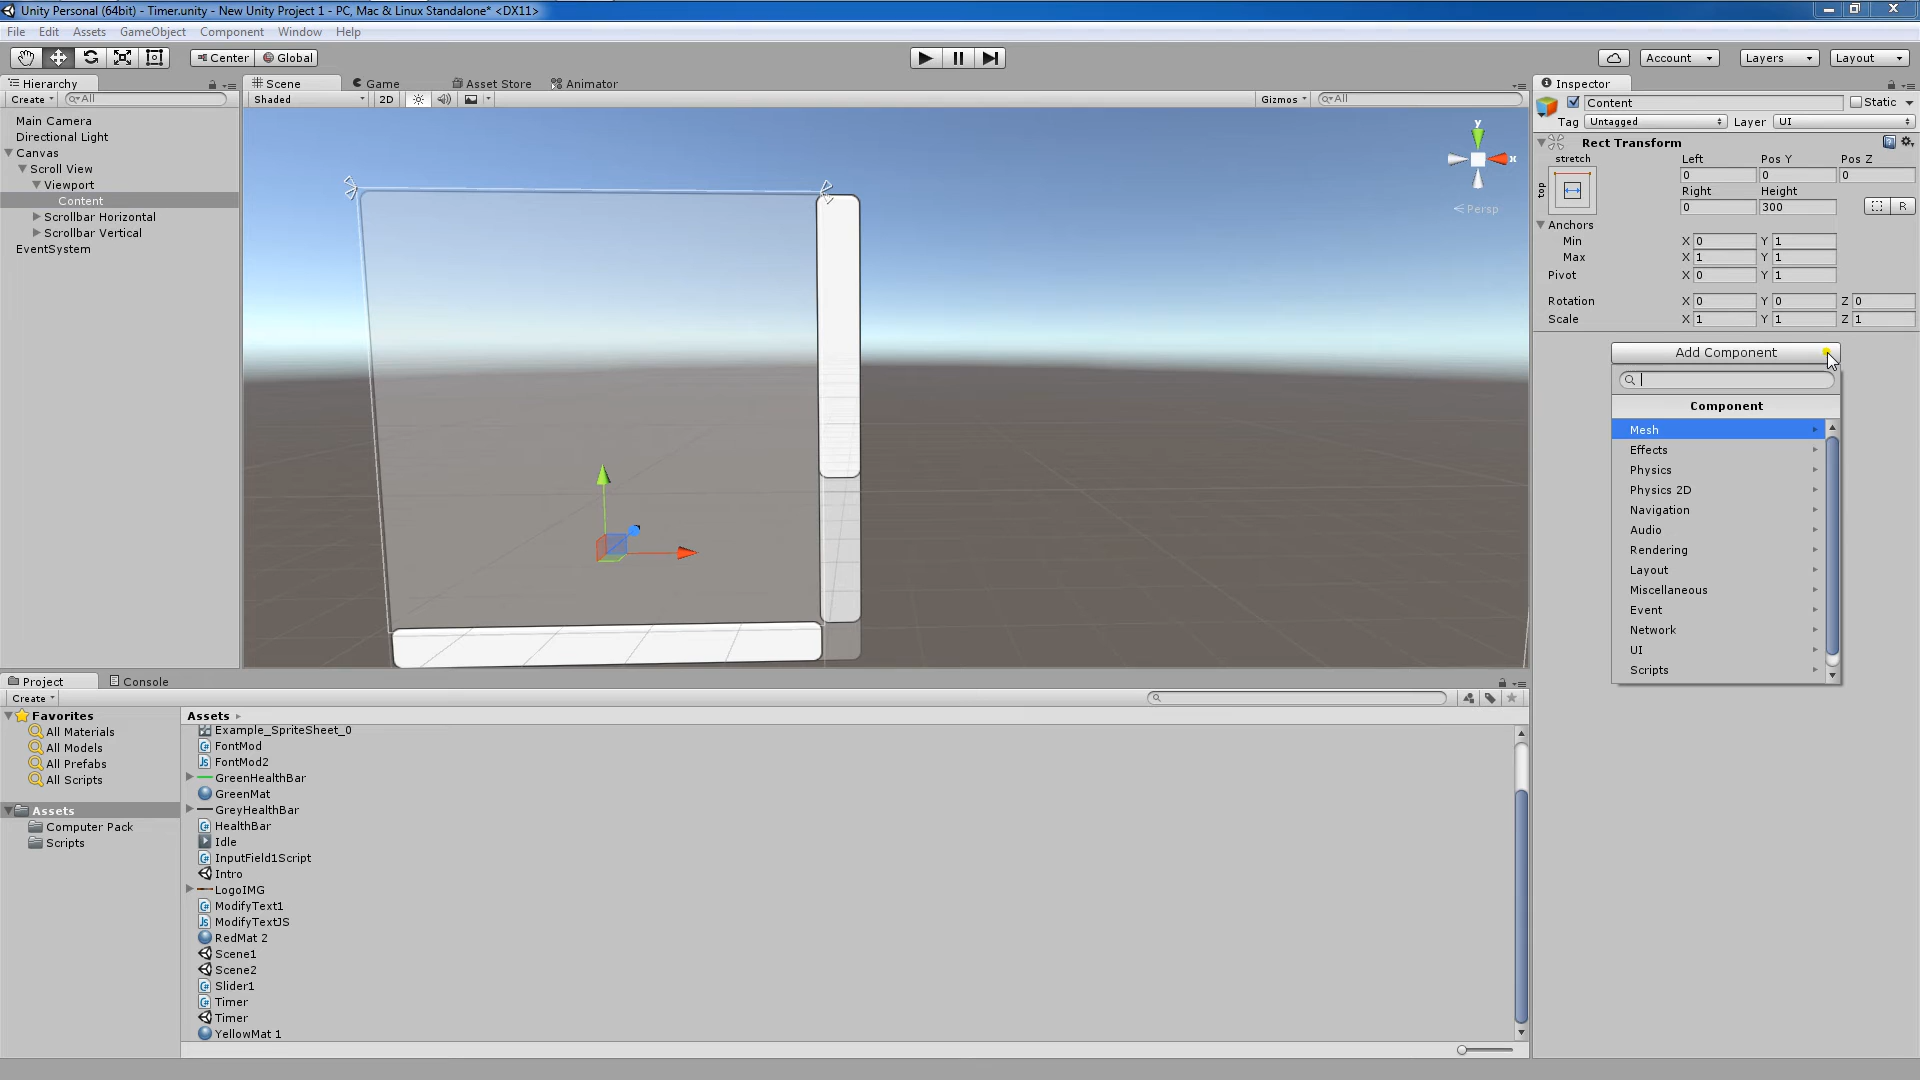 Unity Personal (64bit) - Timer.unity - New Unity Project 1 - PC, Mac & Linux Standalone* <DX11>
File Edit Assets GameObject Component Window Help
Center Global Account Layers Layout
Hierarchy Scene Game Asset Store Animator Inspector
Create All Shaded 2D Gizmos All Content Static
Tag Untagged Layer UI
Main Camera
Directional Light
Canvas
Scroll View
Viewport
Content
Scrollbar Horizontal
Scrollbar Vertical
EventSystem
y
x
Persp
Rect Transform
stretch Left Pos Y Pos Z
top 0 0 0
Right Height
0 300 R
Anchors
Min X 0 Y 1
Max X 1 Y 1
Pivot X 0 Y 1
Rotation X 0 Y 0 Z 0
Scale X 1 Y 1 Z 1
Add Component
Component
Mesh
Effects
Physics
Physics 2D
Navigation
Audio
Rendering
Layout
Miscellaneous
Event
Network
UI
Scripts
Project Console
Create
Favorites
All Materials
All Models
All Prefabs
All Scripts
Assets
Computer Pack
Scripts
Assets
Example_SpriteSheet_0
FontMod
FontMod2
GreenHealthBar
GreenMat
GreyHealthBar
HealthBar
Idle
InputField1Script
Intro
LogoIMG
ModifyText1
ModifyTextJS
RedMat 2
Scene1
Scene2
Slider1
Timer
Timer
YellowMat 1